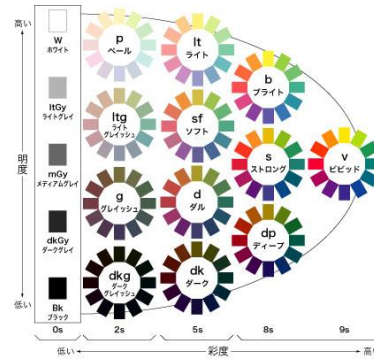 高い
明度
低い
W
ホワイト
ltGy
ライトグレイ
mGy
メディアムグレイ
dkGy
ダークグレイ
Bk
ブラック
p
ペール
ltg
ライト
グレイッシュ
g
グレイッシュ
dkg
ダーク
グレイッシュ
lt
ライト
sf
ソフト
d
ダル
dk
ダーク
b
ブライト
s
ストロング
dp
ディープ
v
ビビッド
0s
2s
5s
8s
9s
低い
彩度
高い